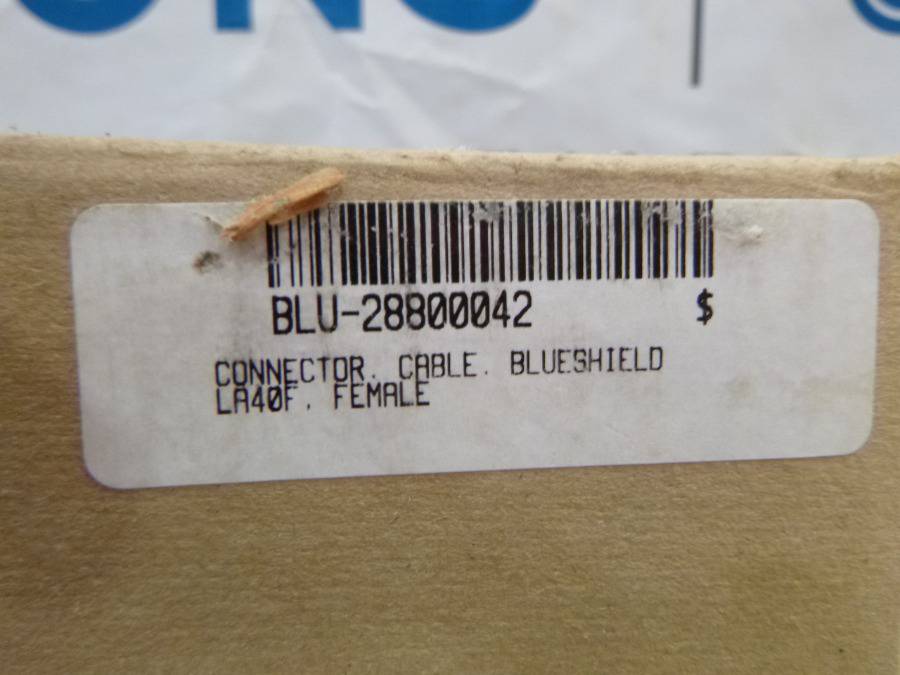 BLU-28800042 $
CONNECTOR, CABLE, BLUESHIELD
LA40F, FEMALE